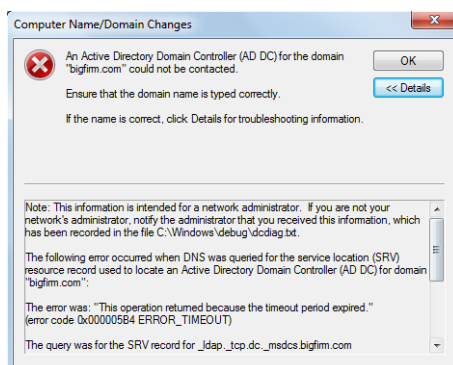 Computer Name/Domain Changes
X
An Active Directory Domain Controller (AD DC) for the domain
"bigfirm.com" could not be contacted.
OK
Ensure that the domain name is typed correctly.
<< Details
If the name is correct, click Details for troubleshooting information.
Note: This information is intended for a network administrator. If you are not your
network's administrator, notify the administrator that you received this information, which
has been recorded in the file C:\Windows\debug\dcdiag.txt.
The following error occurred when DNS was queried for the service location (SRV)
resource record used to locate an Active Directory Domain Controller (AD DC) for domain
"bigfirm.com":
The error was: "This operation returned because the timeout period expired."
(error code 0x000005B4 ERROR_TIMEOUT)
The query was for the SRV record for _ldap._tcp.dc._msdcs.bigfirm.com